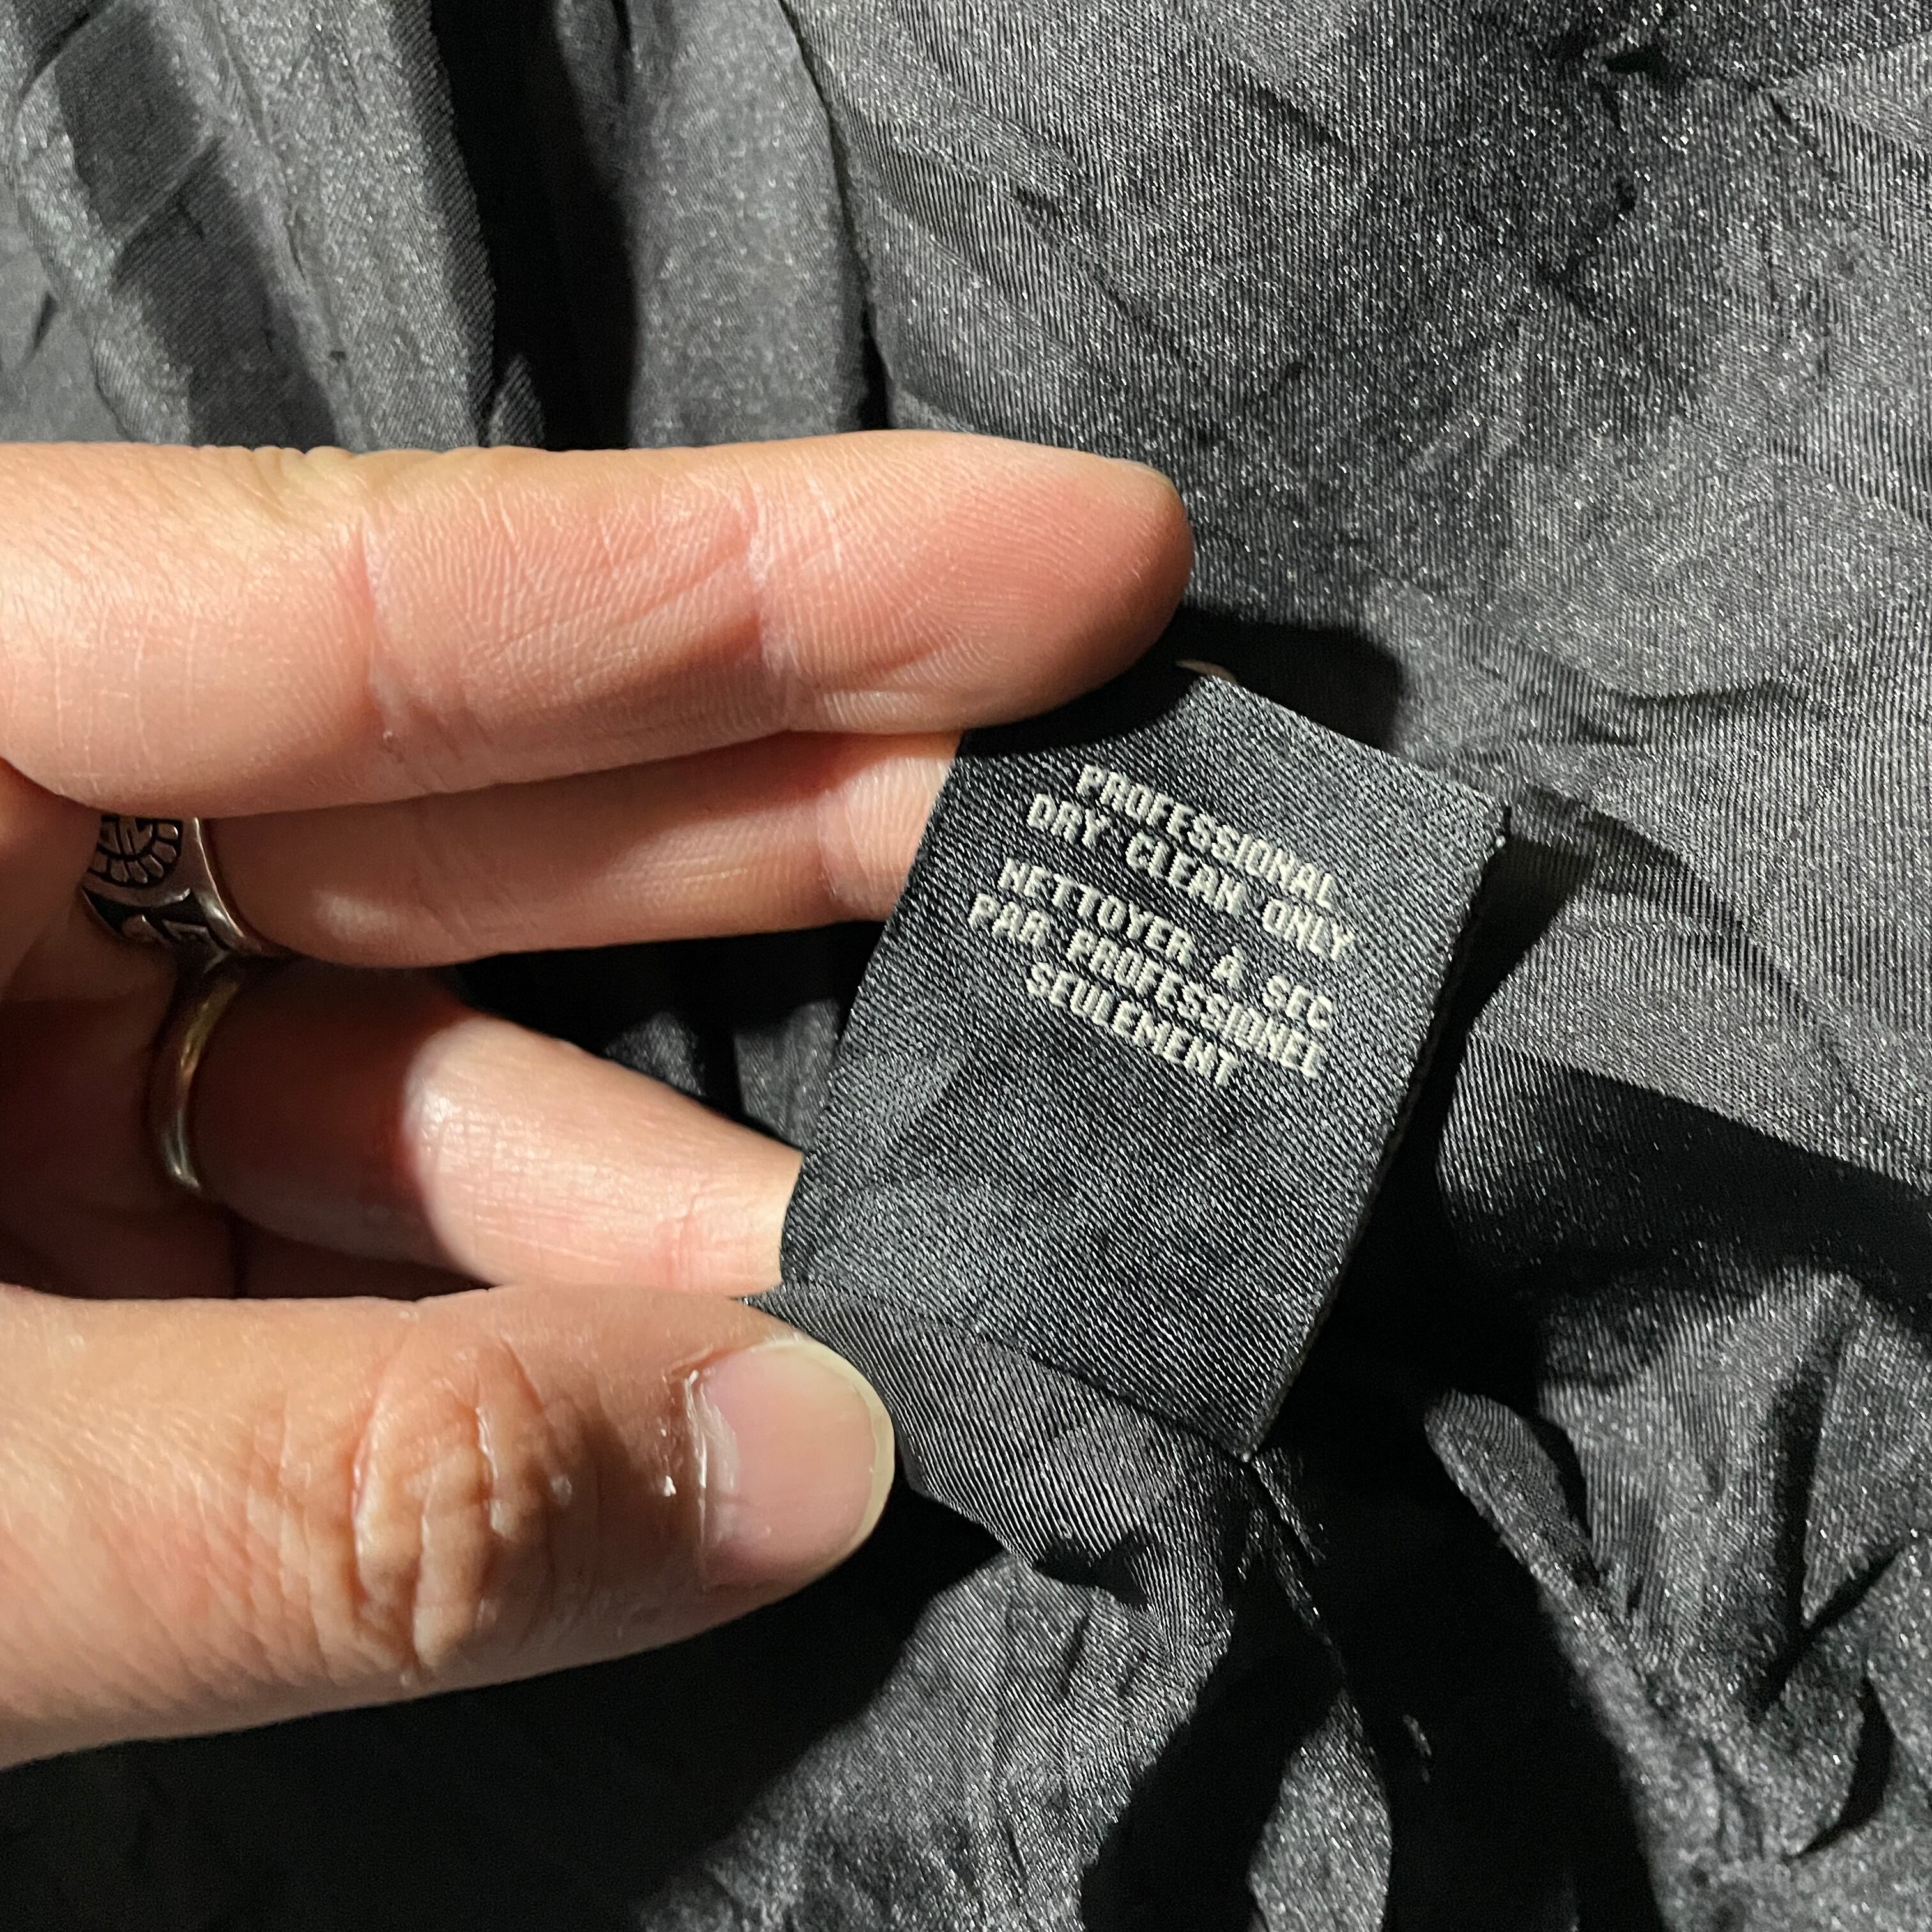 PROFESSIONAL
DRY CLEAN ONLY
NETTOYER A SEC
PAR PROFESSIONEL
SEULEMENT